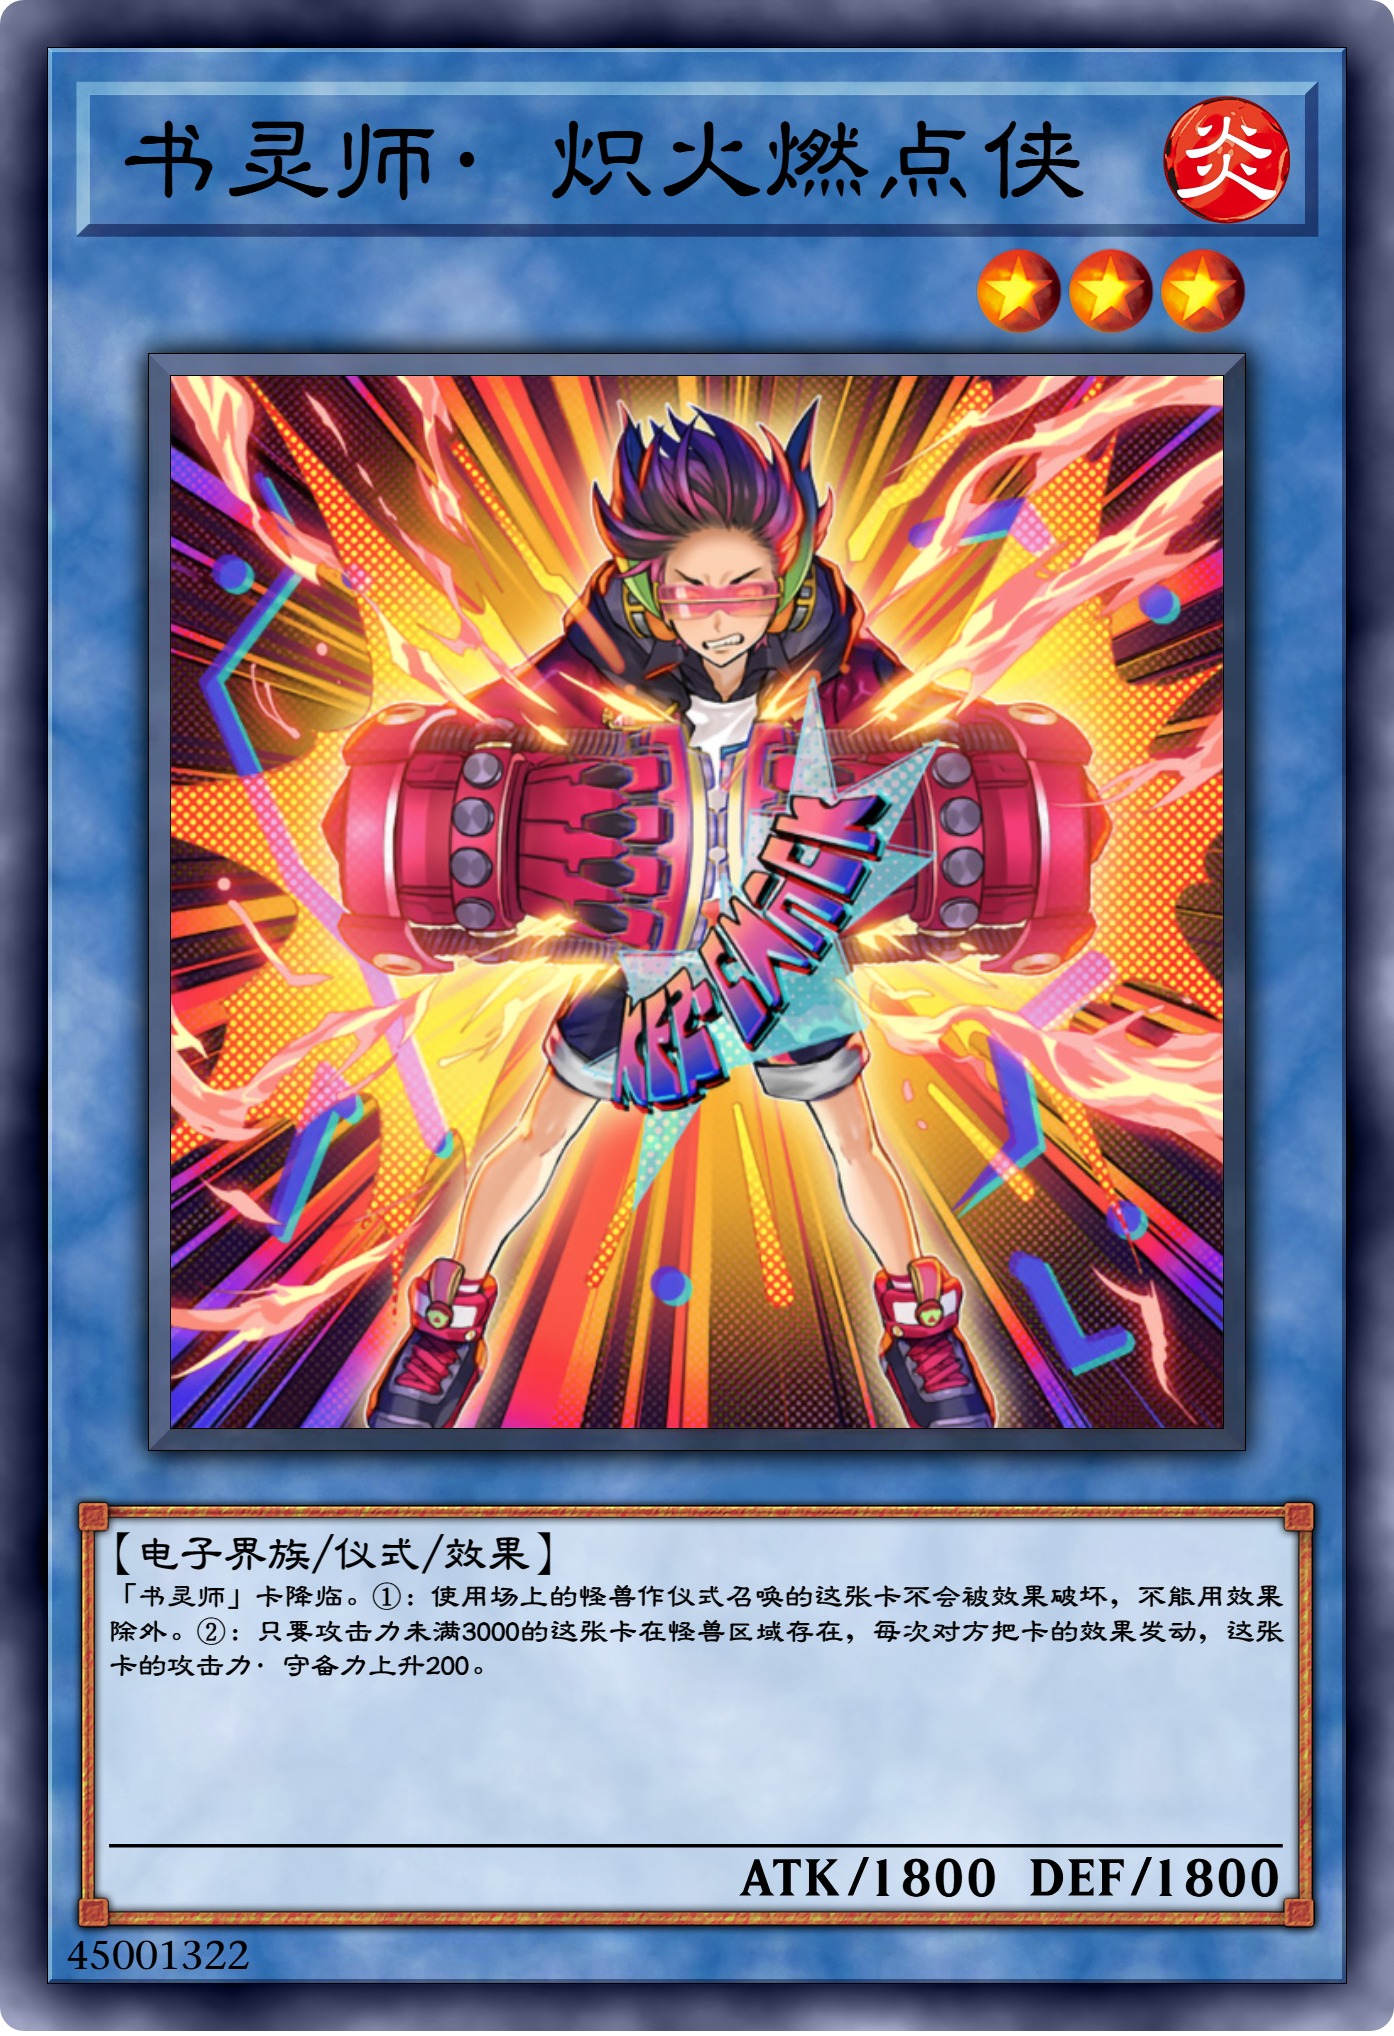 书灵师·炽火燃点侠
炎
【电子界族/仪式/效果】
「书灵师」卡降临。①：使用场上的怪兽作仪式召唤的这张卡不会被效果破坏，不能用效果
除外。②：只要攻击力未满3000的这张卡在怪兽区域存在，每次对方把卡的效果发动，这张
卡的攻击力·守备力上升200。
ATK/1800 DEF/1800
45001322